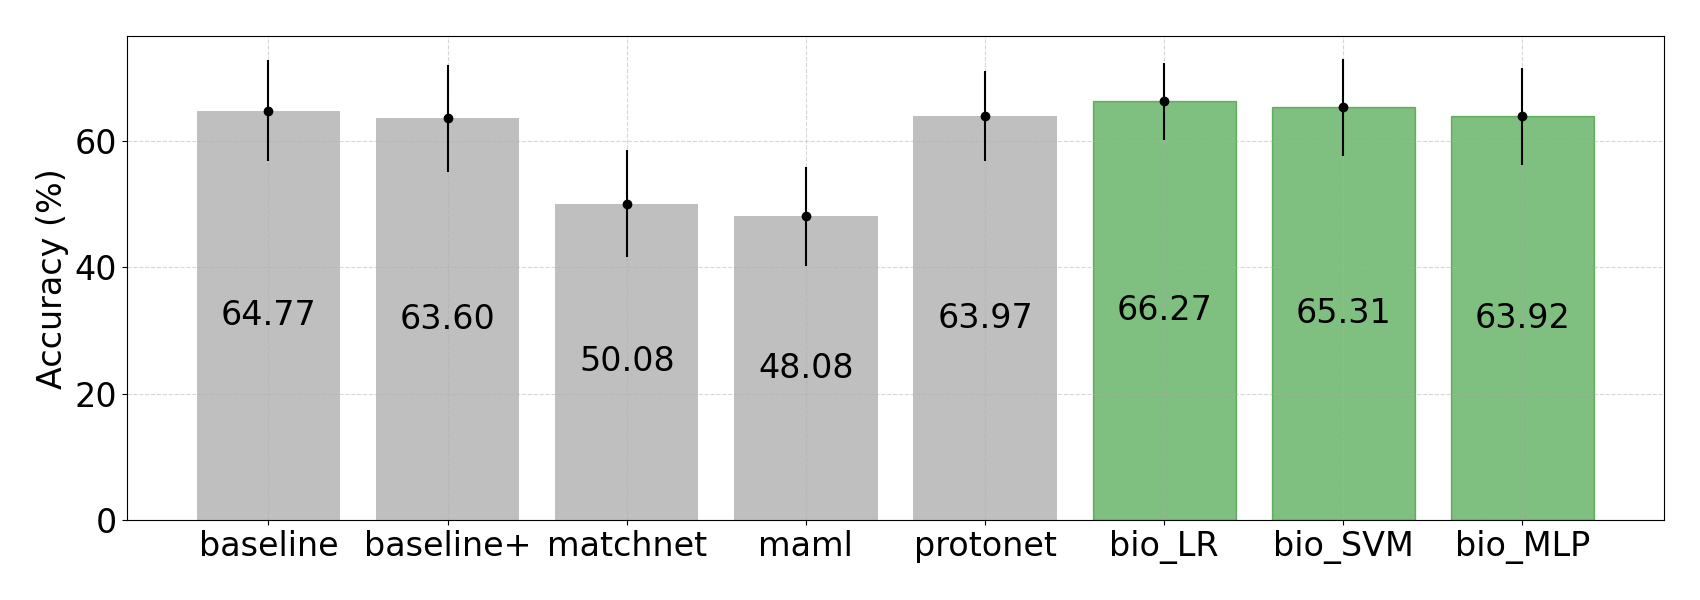 Accuracy (%)
60
40
20
0
64.77
63.60
50.08
48.08
63.97
66.27
65.31
63.92
baseline
baseline+
matchnet
maml
protonet
bio_LR
bio_SVM
bio_MLP